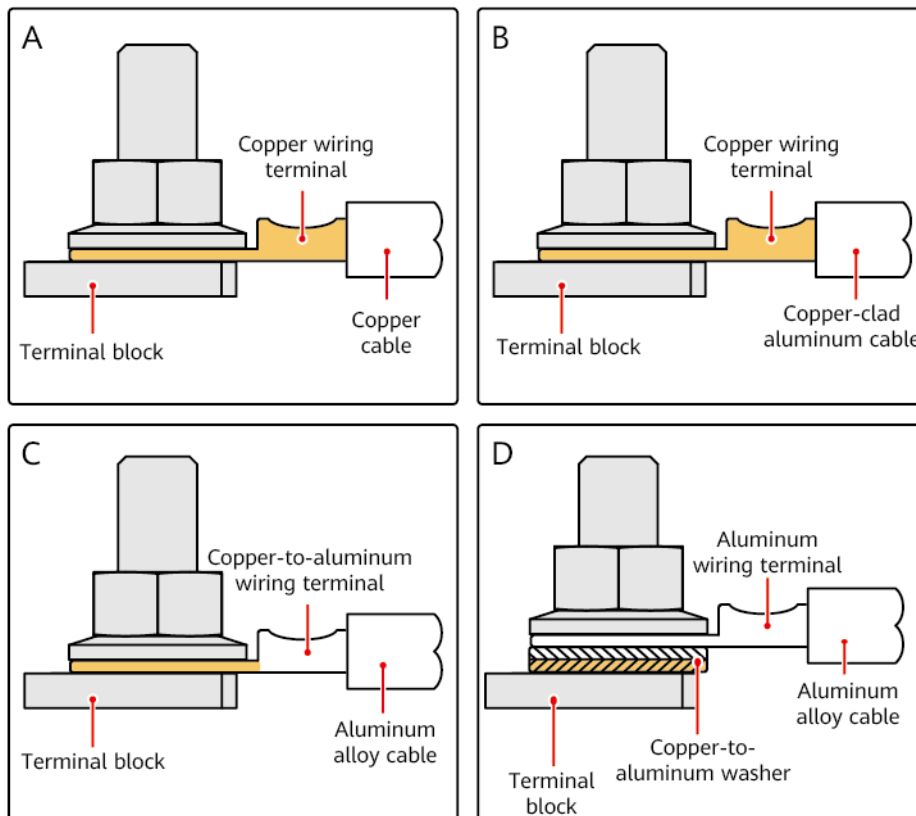 A
Copper wiring
terminal
Terminal block
Copper
cable
B
Copper wiring
terminal
Terminal block
Copper-clad
aluminum cable
C
Copper-to-aluminum
wiring terminal
Terminal block
Aluminum
alloy cable
D
Aluminum
wiring terminal
Aluminum
alloy cable
Copper-to-
aluminum washer
Terminal
block